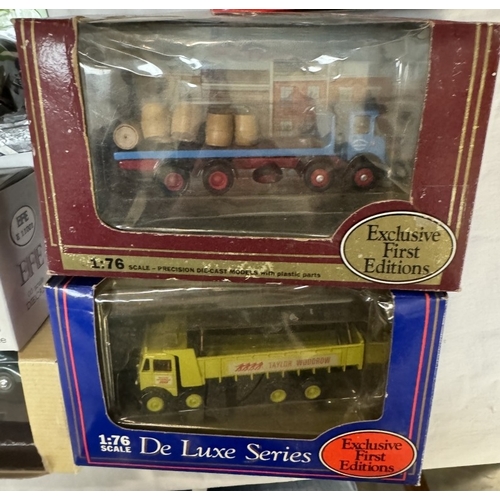 Exclusive
First
Editions
1:76 SCALE - PRECISION DIE-CAST MODELS with plastic parts
EFE
TAYLOR WOODROW
1:76
SCALE
De Luxe Series
Exclusive
First
Editions